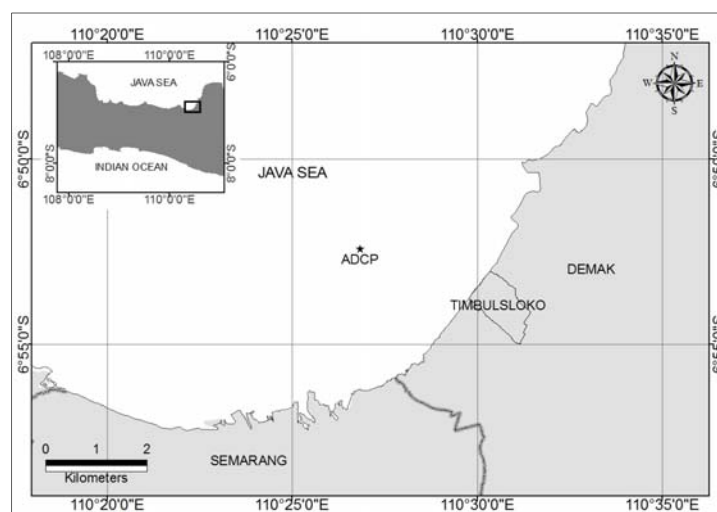 110°20'0"E 110°25'0"E 110°30'0"E 110°35'0"E
108°0'0"E 110°0'0"E
6°0'0"S
JAVA SEA
INDIAN OCEAN
8°0'0"S 8°0'0"S
108°0'0"E 110°0'0"E
N
W E
S
6°50'0"S 6°50'0"S
JAVA SEA
ADCP
DEMAK
TIMBULSLOKO
6°55'0"S 6°55'0"S
SEMARANG
0 1 2
Kilometers
110°20'0"E 110°25'0"E 110°30'0"E 110°35'0"E